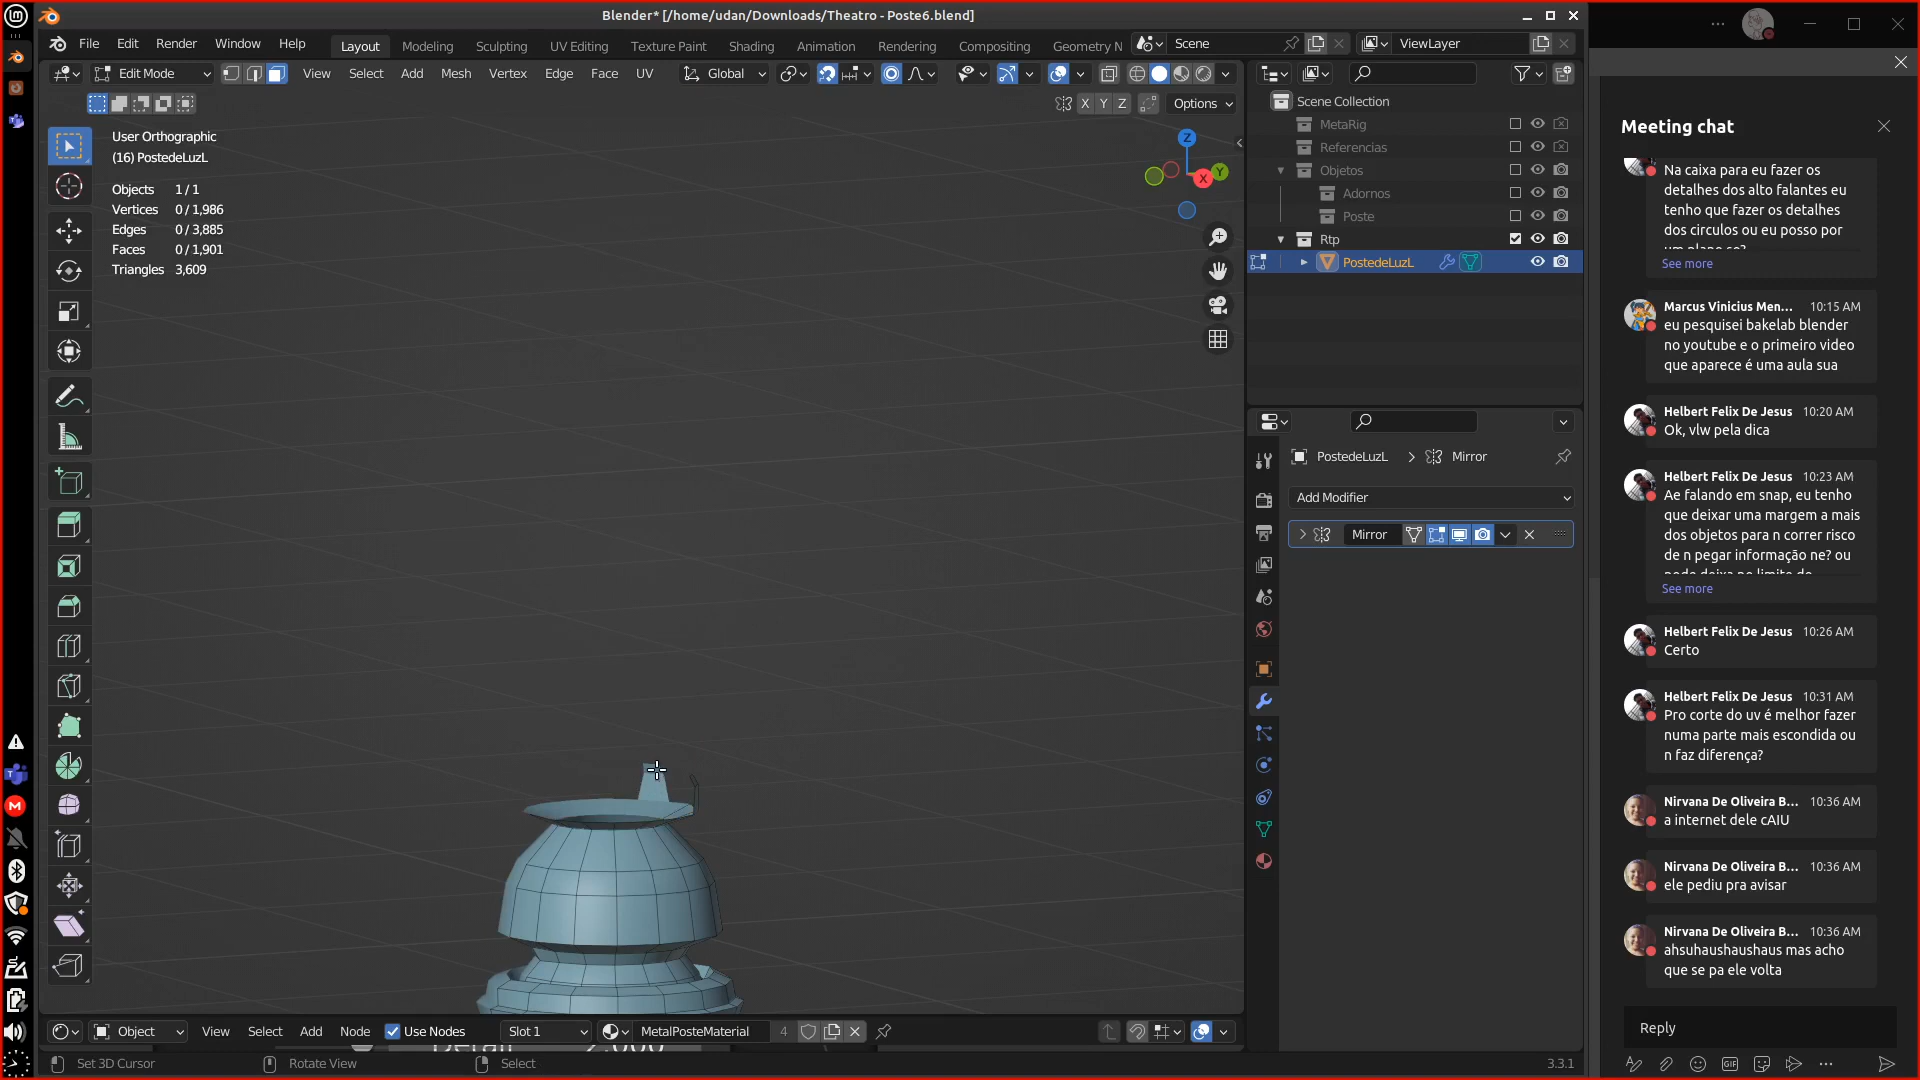 Blender* [/home/udan/Downloads/Theatro - Poste6.blend]
File Edit Render Window Help
Layout Modeling Sculpting UV Editing Texture Paint Shading Animation Rendering Compositing Geometry N
Scene
ViewLayer
Edit Mode
View Select Add Mesh Vertex Edge Face UV
Global
X Y Z
Options
User Orthographic
(16) PostedeLuzL
Objects 1 / 1
Vertices 0 / 1,986
Edges 0 / 3,885
Faces 0 / 1,901
Triangles 3,609
Z
X
Y
Scene Collection
MetaRig
Referencias
Objetos
Adornos
Poste
Rtp
PostedeLuzL
PostedeLuzL > Mirror
Add Modifier
Mirror
Object
View Select Add Node
Use Nodes
Slot 1
MetalPosteMaterial
4
Set 3D Cursor
Rotate View
Select
3.3.1
Meeting chat
Na caixa para eu fazer os
detalhes dos alto falantes eu
tenho que fazer os detalhes
dos circulos ou eu posso por
See more
Marcus Vinicius Men... 10:15 AM
eu pesquisei bakelab blender
no youtube e o primeiro video
que aparece é uma aula sua
Helbert Felix De Jesus 10:20 AM
Ok, vlw pela dica
Helbert Felix De Jesus 10:23 AM
Ae falando em snap, eu tenho
que deixar uma margem a mais
dos objetos para n correr risco
de n pegar informação ne? ou
See more
Helbert Felix De Jesus 10:26 AM
Certo
Helbert Felix De Jesus 10:31 AM
Pro corte do uv é melhor fazer
numa parte mais escondida ou
n faz diferença?
Nirvana De Oliveira B... 10:36 AM
a internet dele cAIU
Nirvana De Oliveira B... 10:36 AM
ele pediu pra avisar
Nirvana De Oliveira B... 10:36 AM
ahsuhaushaushaus mas acho
que se pa ele volta
Reply
GIF